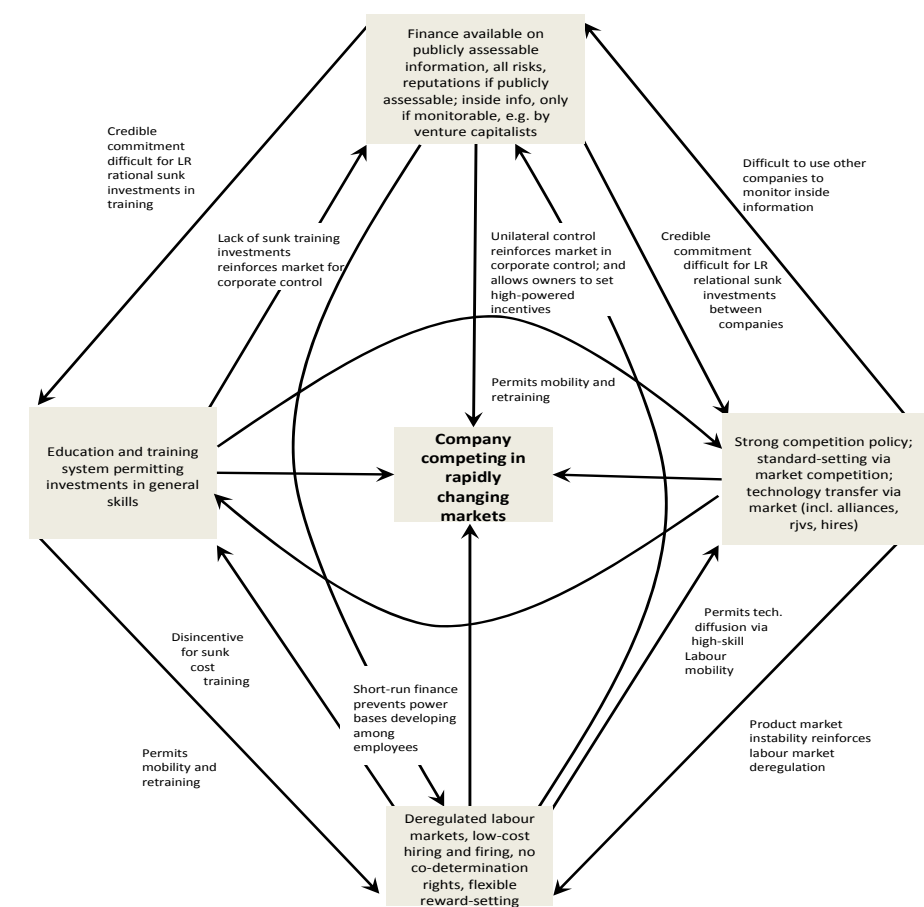 Finance available on
publicly assessable
information, all risks,
reputations if publicly
assessable; inside info, only
if monitorable, e.g. by
venture capitalists
Credible
commitment
difficult for LR
rational sunk
investments in
training
Difficult to use other
companies to
monitor inside
information
Lack of sunk training
investments
reinforces market for
corporate control
Unilateral control
reinforces market in
corporate control; and
allows owners to set
high-powered
incentives
Credible
commitment
difficult for LR
relational sunk
investments
between
companies
Permits mobility and
retraining
Education and training
system permitting
investments in general
skills
Company
competing in
rapidly
changing
markets
Strong competition policy;
standard-setting via
market competition;
technology transfer via
market (incl. alliances,
rjvs, hires)
Disincentive
for sunk
cost
training
Permits tech.
diffusion via
high-skill
Labour
mobility
Short-run finance
prevents power
bases developing
among
employees
Permits
mobility and
retraining
Product market
instability reinforces
labour market
deregulation
Deregulated labour
markets, low-cost
hiring and firing, no
co-determination
rights, flexible
reward-setting